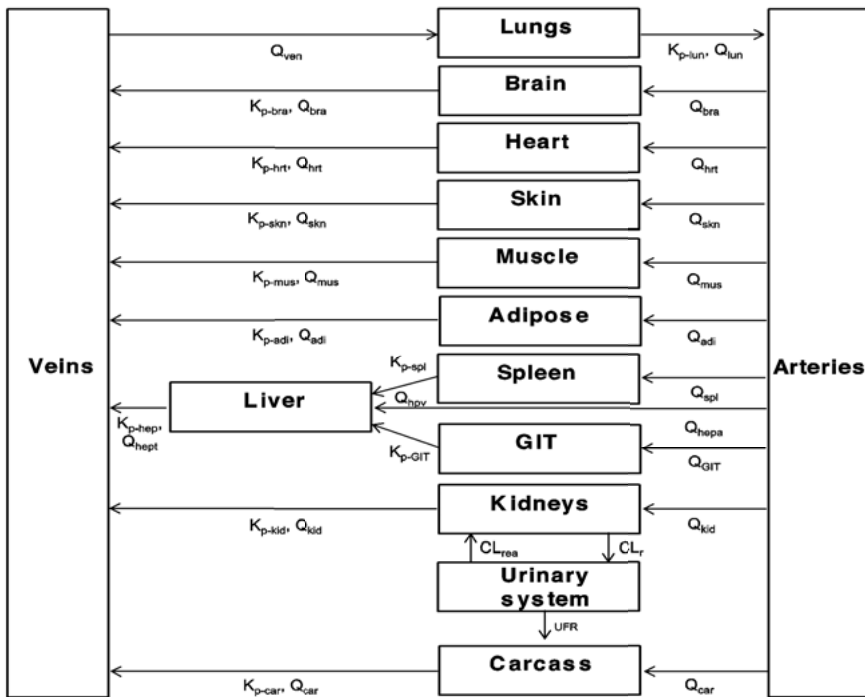 Lungs
Q_ven
K_p-lun, Q_lun
Brain
K_p-bra, Q_bra
Q_bra
Heart
K_p-hrt, Q_hrt
Q_hrt
Skin
K_p-skn, Q_skn
Q_skn
Muscle
K_p-mus, Q_mus
Q_mus
Adipose
K_p-adi, Q_adi
Q_adi
Veins
K_p-spl
Spleen
Arteries
Q_spl
Liver
Q_hpv
K_p-hep,
Q_hept
Q_hepa
K_p-GIT
GIT
Q_GIT
Kidneys
K_p-kid, Q_kid
Q_kid
CL_rea
CL_r
Urinary
system
UFR
Carcass
K_p-car, Q_car
Q_car